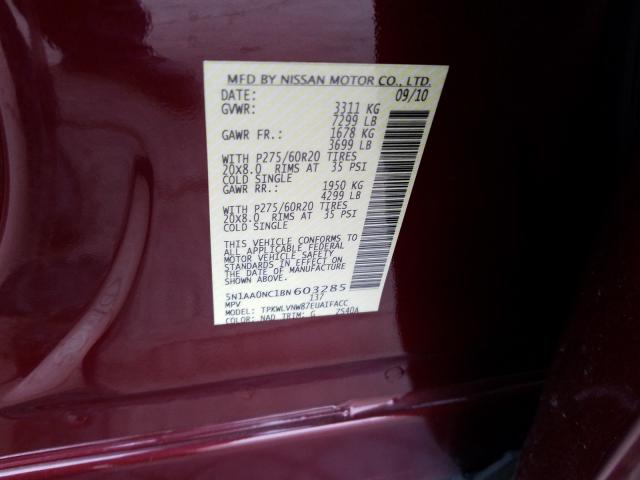 MFD BY NISSAN MOTOR CO., LTD.
DATE: 09/10
GVWR: 3311 KG
7299 LB
GAWR FR.: 1678 KG
3699 LB
WITH P275/60R20 TIRES
20X8.0 RIMS AT 35 PSI
COLD SINGLE
GAWR RR.: 1950 KG
4299 LB
WITH P275/60R20 TIRES
20X8.0 RIMS AT 35 PSI
COLD SINGLE
THIS VEHICLE CONFORMS TO
ALL APPLICABLE FEDERAL
MOTOR VEHICLE SAFETY
STANDARDS IN EFFECT ON
THE DATE OF MANUFACTURE
SHOWN ABOVE.
5N1AA0NC1BN603285
MPV 137
MODEL: TPKWLVNW87EUAIFACC
COLOR: NAD TRIM: G ZS4DA